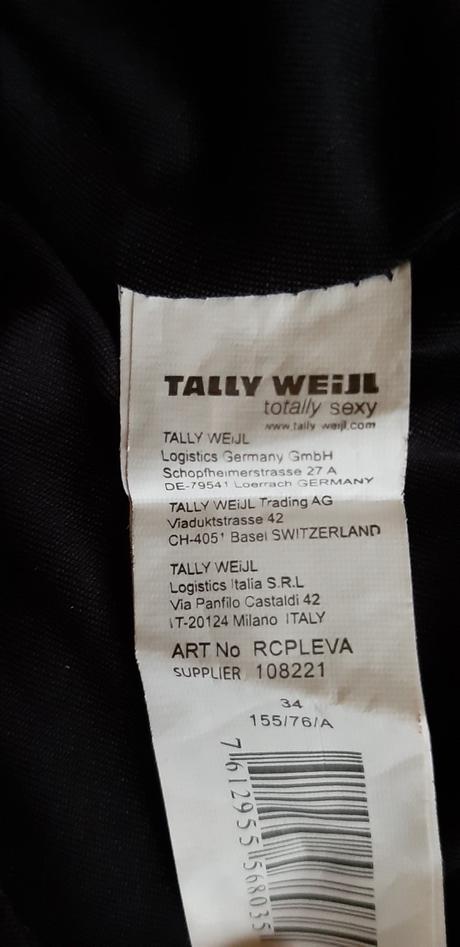 TALLY WEiJL
totally sexy
www.tally-weijl.com
TALLY WEiJL
Logistics Germany GmbH
Schopfheimerstrasse 27 A
DE-79541 Loerrach GERMANY
TALLY WEiJL Trading AG
Viaduktstrasse 42
CH-4051 Basel SWITZERLAND
TALLY WEiJL
Logistics Italia S.R.L
Via Panfilo Castaldi 42
IT-20124 Milano ITALY
ART No RCPLEVA
SUPPLIER 108221
34
155/76/A
7612955568035